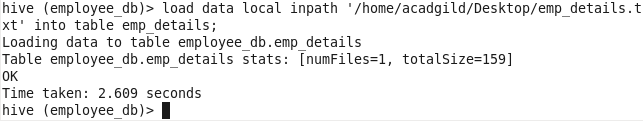 hive (employee_db)> load data local inpath '/home/acadgild/Desktop/emp_details.t
xt' into table emp_details;
Loading data to table employee_db.emp_details
Table employee_db.emp_details stats: [numFiles=1, totalSize=159]
OK
Time taken: 2.609 seconds
hive (employee_db)>